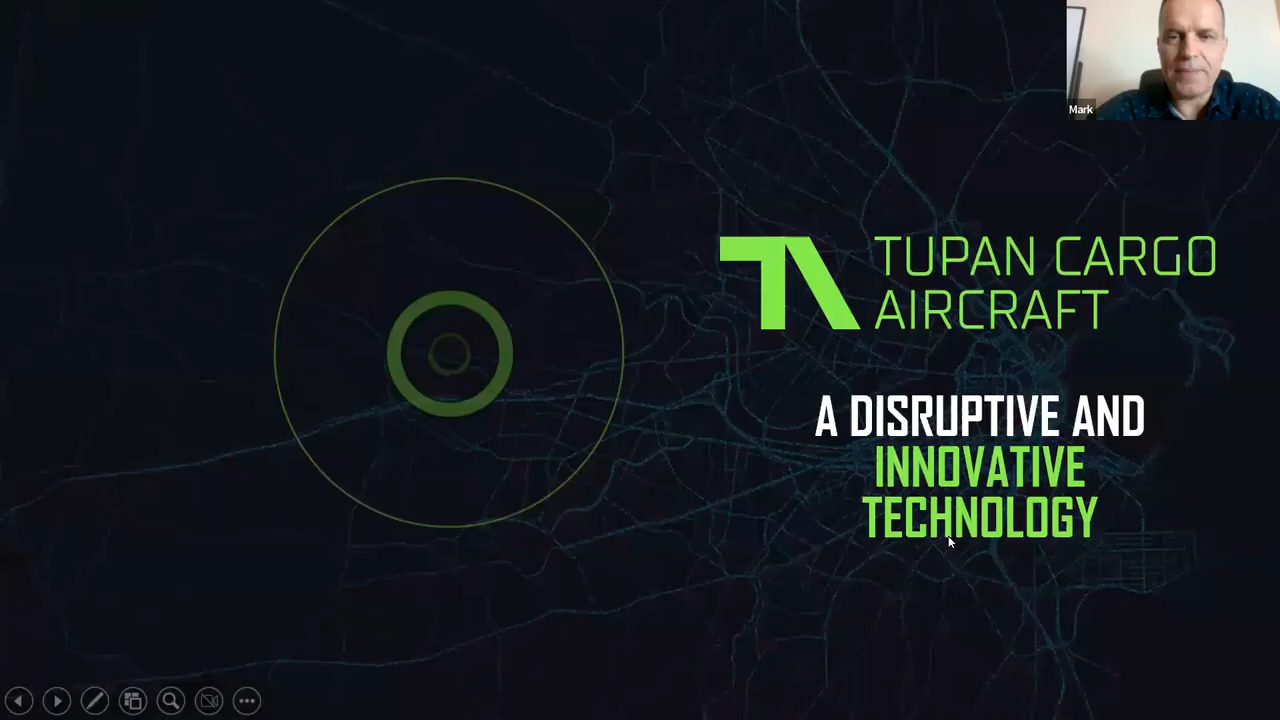 Mark
TUPAN CARGO
AIRCRAFT
A DISRUPTIVE AND
INNOVATIVE
TECHNOLOGY